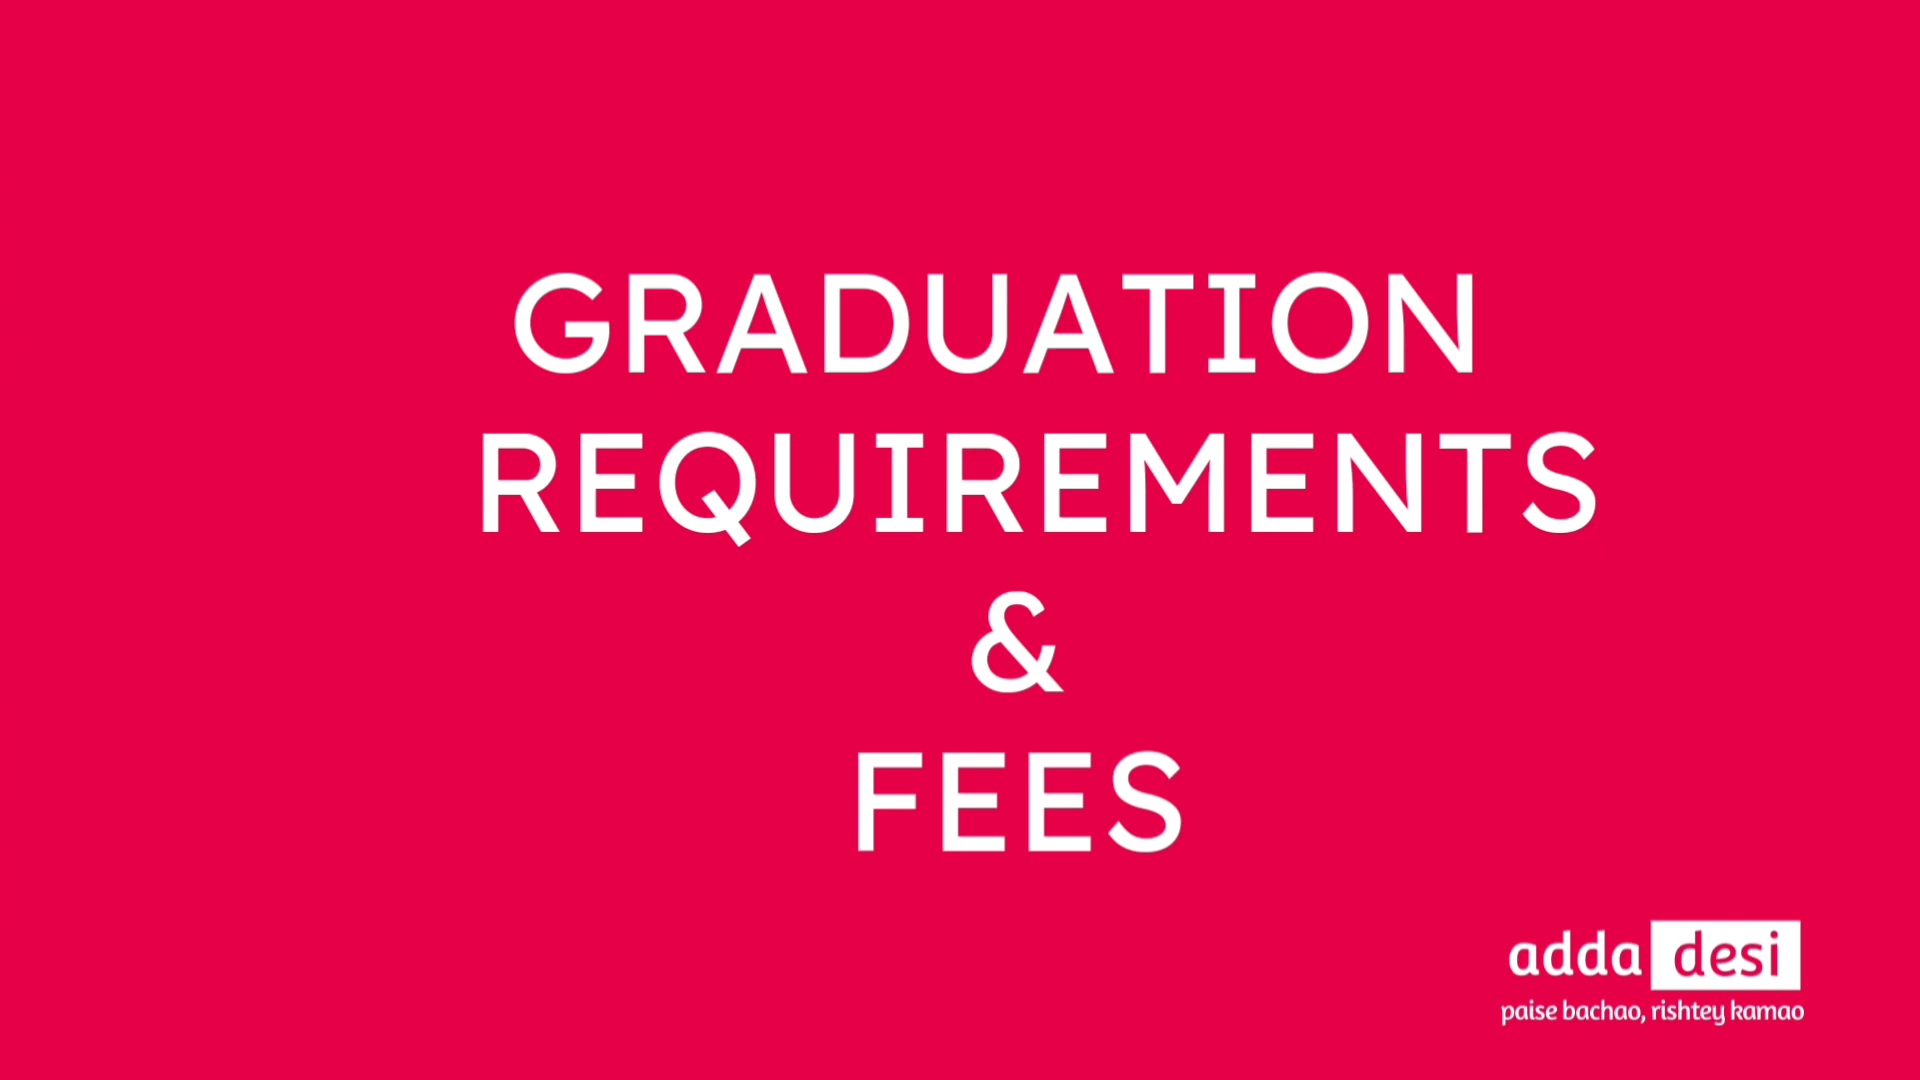 GRADUATION
REQUIREMENTS
&
FEES
adda desi
paise bachao, rishtey kamao